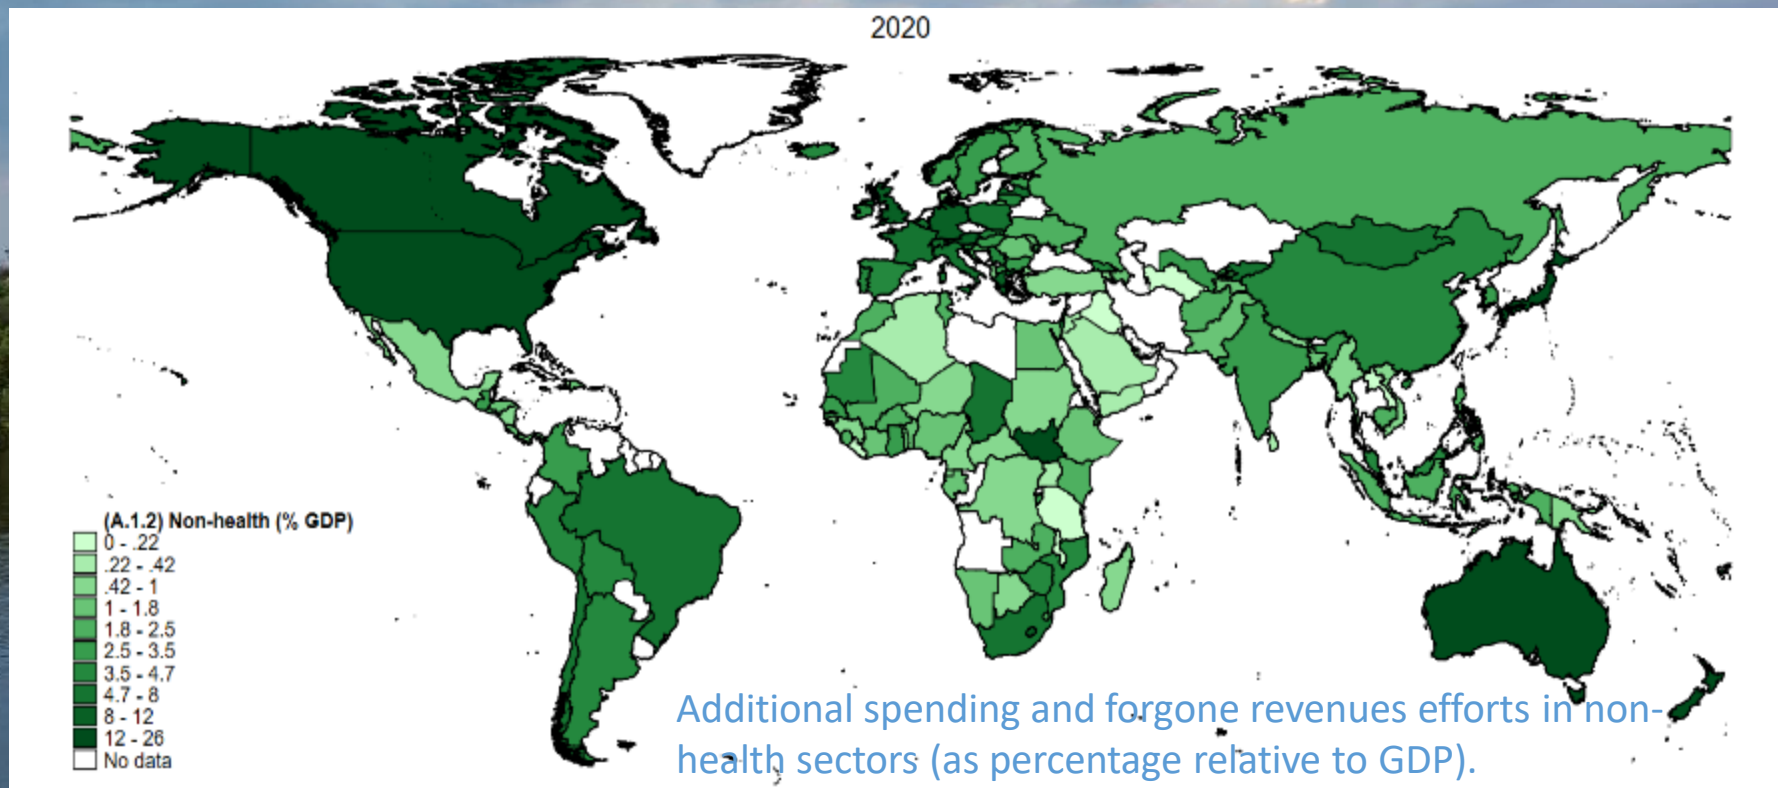 2020
(A.1.2) Non-health (% GDP)
0 - .22
.22 - .42
.42 - 1
1 - 1.8
1.8 - 2.5
2.5 - 3.5
3.5 - 4.7
4.7 - 8
8 - 12
12 - 26
No data
Additional spending and forgone revenues efforts in non-
health sectors (as percentage relative to GDP).